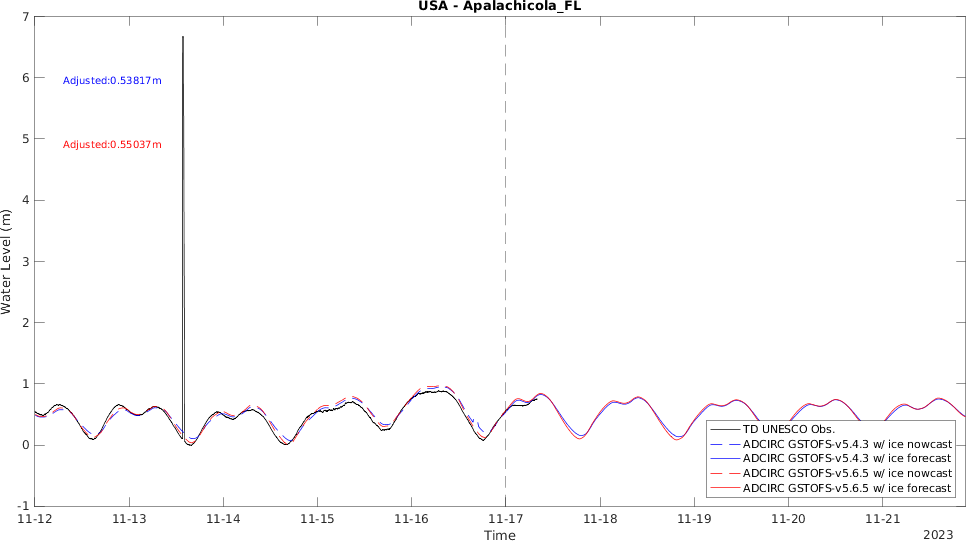 USA - Apalachicola_FL
7
6
5
4
3
2
1
0
-1
Water Level (m)
Adjusted:0.53817m
Adjusted:0.55037m
TD UNESCO Obs.
ADCIRC GSTOFS-v5.4.3 w/ ice nowcast
ADCIRC GSTOFS-v5.4.3 w/ ice forecast
ADCIRC GSTOFS-v5.6.5 w/ ice nowcast
ADCIRC GSTOFS-v5.6.5 w/ ice forecast
11-12 11-13 11-14 11-15 11-16 11-17 11-18 11-19 11-20 11-21
Time
2023